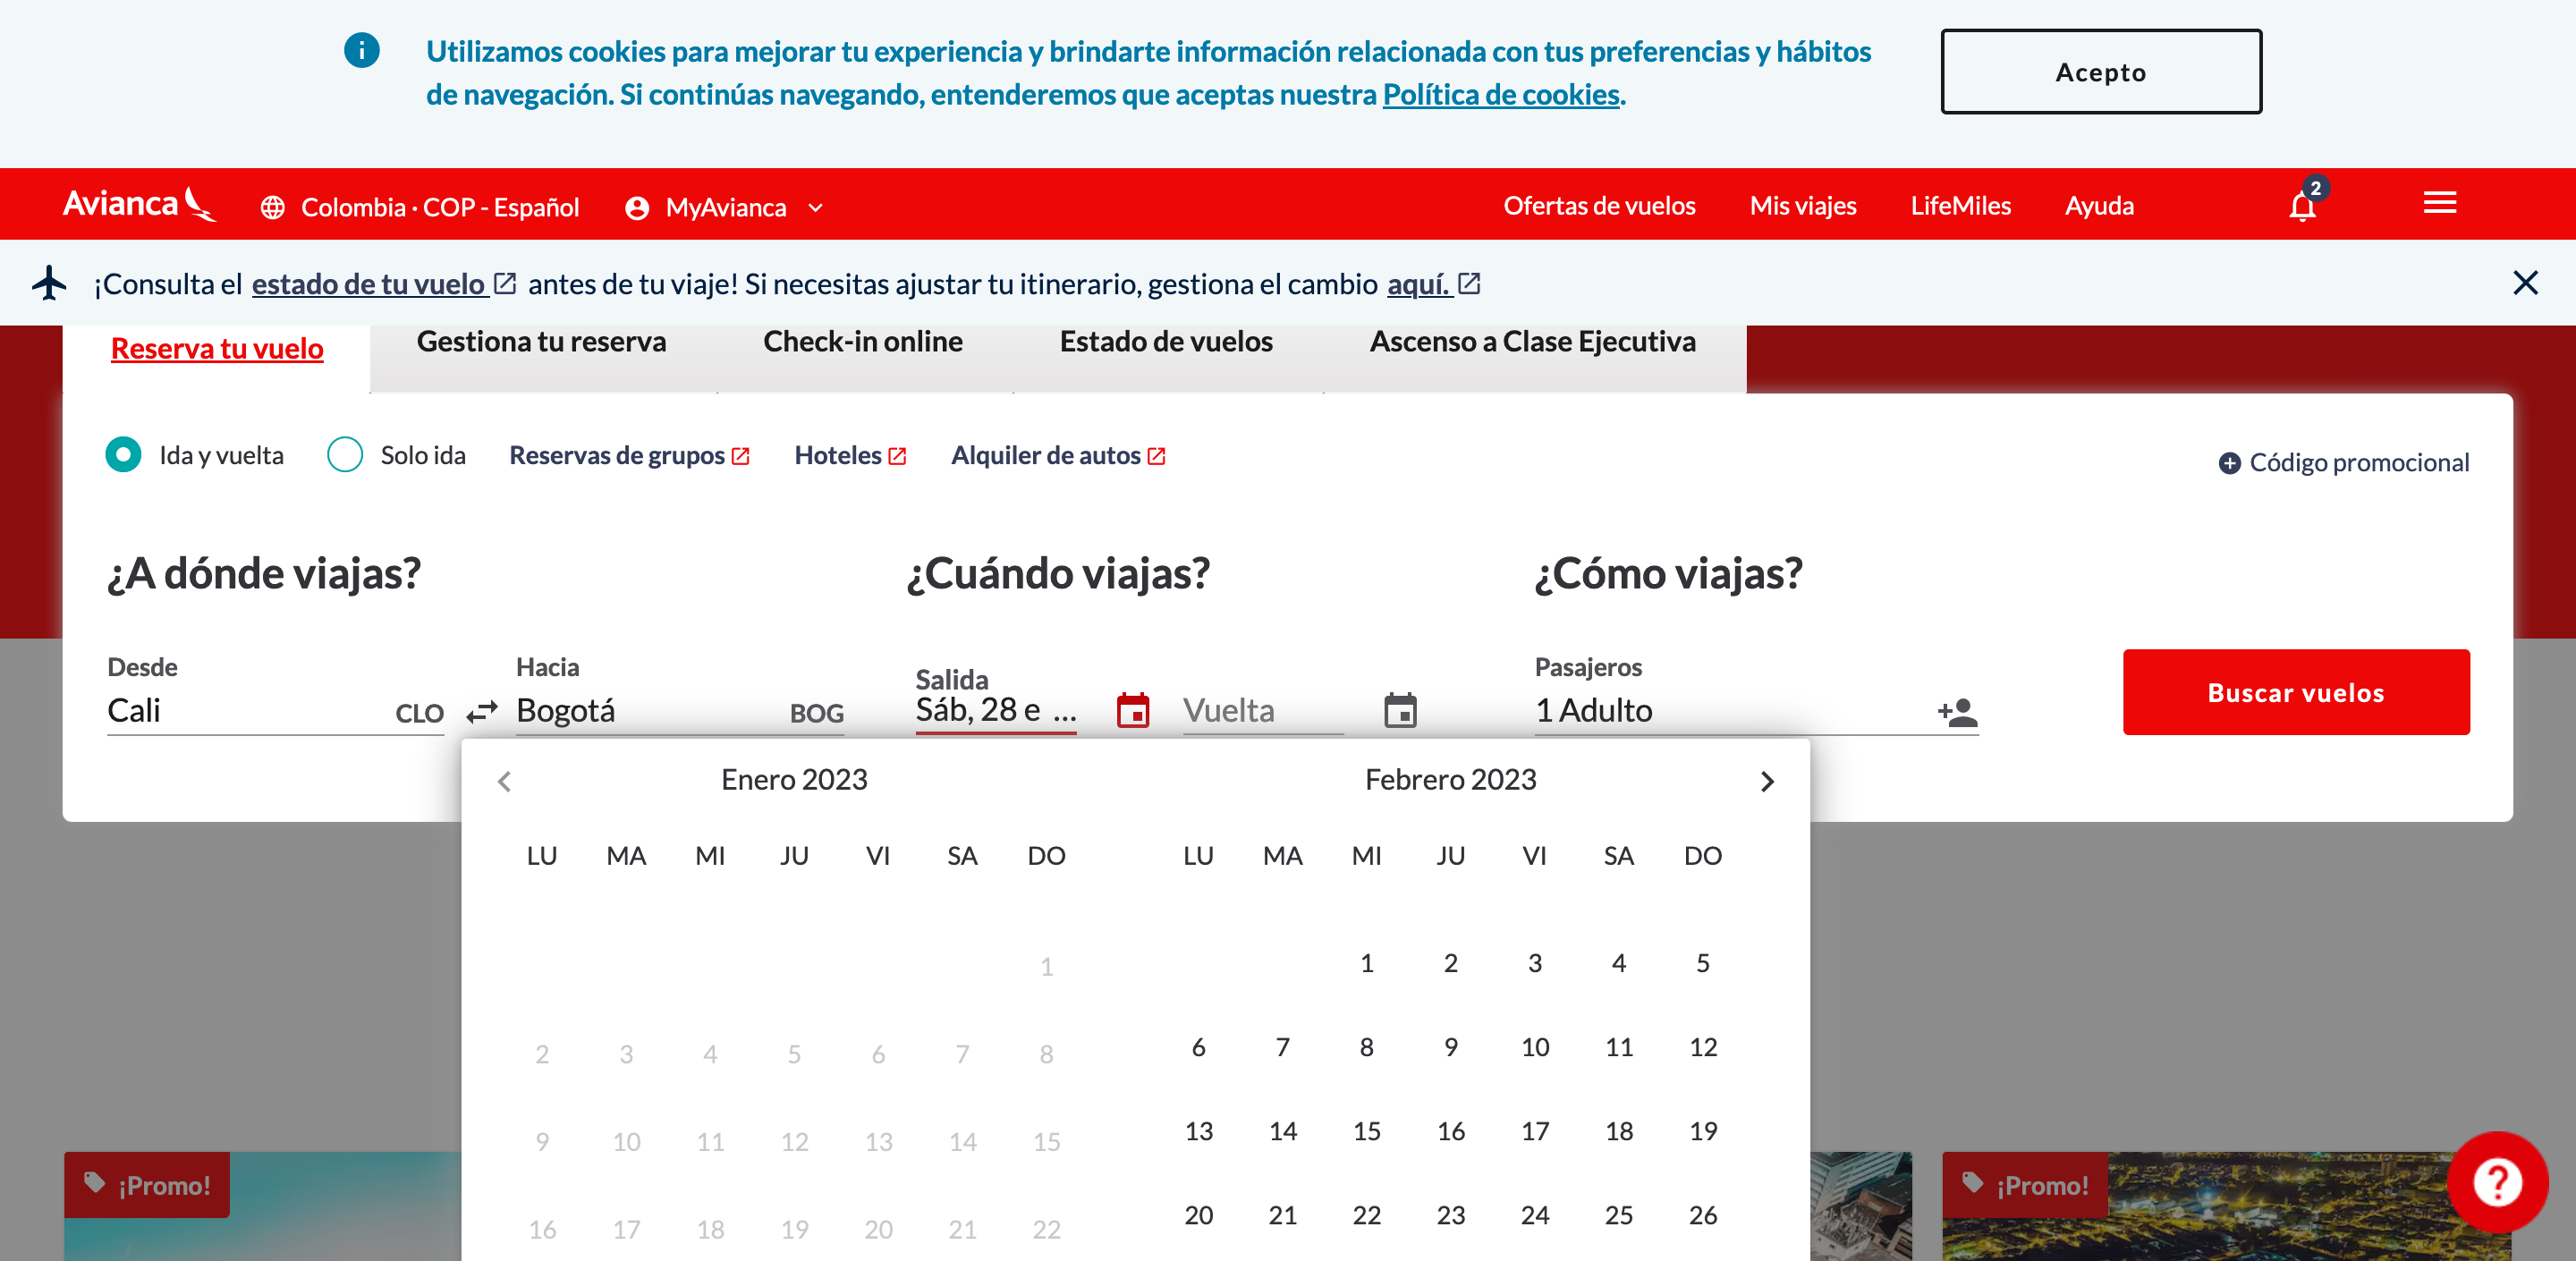 Utilizamos cookies para mejorar tu experiencia y brindarte información relacionada con tus preferencias y hábitos
de navegación. Si continúas navegando, entenderemos que aceptas nuestra Política de cookies.
Acepto
Avianca
Colombia · COP - Español
MyAvianca
Ofertas de vuelos
Mis viajes
LifeMiles
Ayuda
2
¡Consulta el estado de tu vuelo antes de tu viaje! Si necesitas ajustar tu itinerario, gestiona el cambio aquí.
Reserva tu vuelo
Gestiona tu reserva
Check-in online
Estado de vuelos
Ascenso a Clase Ejecutiva
Ida y vuelta
Solo ida
Reservas de grupos
Hoteles
Alquiler de autos
Código promocional
¿A dónde viajas?
¿Cuándo viajas?
¿Cómo viajas?
Desde
Cali CLO
Hacia
Bogotá BOG
Salida
Sáb, 28 e ...
Vuelta
Pasajeros
1 Adulto
Buscar vuelos
Enero 2023
LU MA MI JU VI SA DO
1
2 3 4 5 6 7 8
9 10 11 12 13 14 15
16 17 18 19 20 21 22
Febrero 2023
LU MA MI JU VI SA DO
1 2 3 4 5
6 7 8 9 10 11 12
13 14 15 16 17 18 19
20 21 22 23 24 25 26
¡Promo!
¡Promo!
?